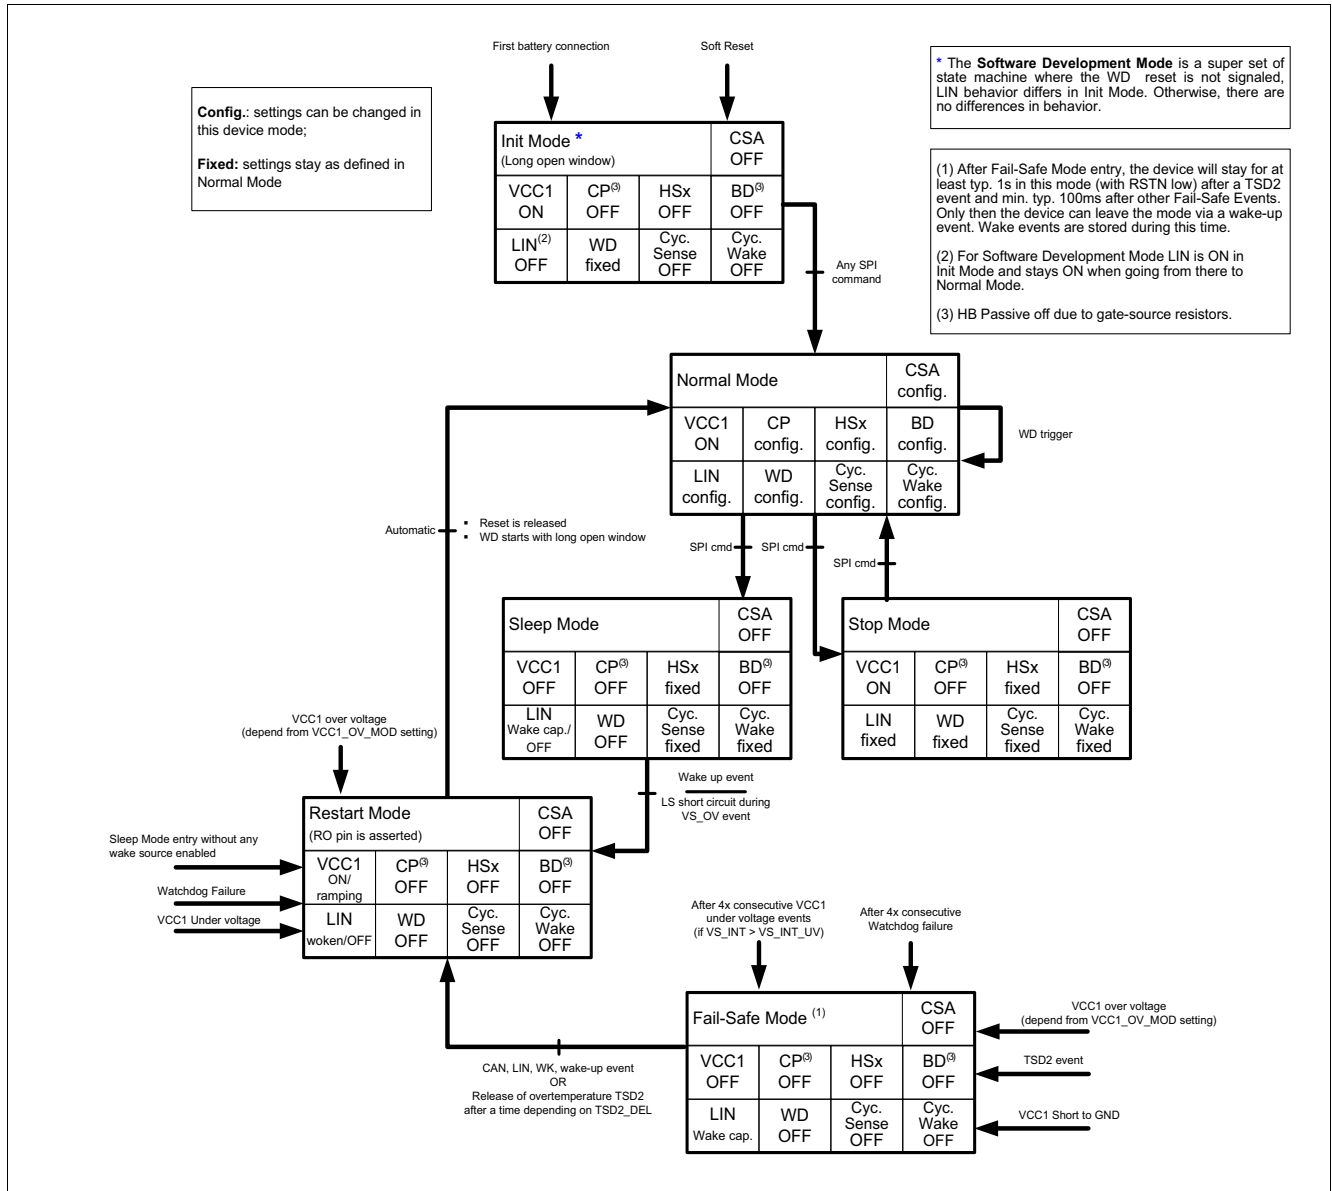 First battery connection
Soft Reset
Config.: settings can be changed in
this device mode;
Fixed: settings stay as defined in
Normal Mode
* The Software Development Mode is a super set of
state machine where the WD reset is not signaled,
LIN behavior differs in Init Mode. Otherwise, there are
no differences in behavior.
(1) After Fail-Safe Mode entry, the device will stay for at
least typ. 1s in this mode (with RSTN low) after a TSD2
event and min. typ. 100ms after other Fail-Safe Events.
Only then the device can leave the mode via a wake-up
event. Wake events are stored during this time.
(2) For Software Development Mode LIN is ON in
Init Mode and stays ON when going from there to
Normal Mode.
(3) HB Passive off due to gate-source resistors.
Init Mode *
(Long open window)
CSA
OFF
VCC1
ON
CP(3)
OFF
HSx
OFF
BD(3)
OFF
LIN(2)
OFF
WD
fixed
Cyc.
Sense
OFF
Cyc.
Wake
OFF
Any SPI
command
Normal Mode
CSA
config.
VCC1
ON
CP
config.
HSx
config.
BD
config.
LIN
config.
WD
config.
Cyc.
Sense
config.
Cyc.
Wake
config.
WD trigger
Automatic
▪ Reset is released
▪ WD starts with long open window
SPI cmd
SPI cmd
SPI cmd
Sleep Mode
CSA
OFF
VCC1
OFF
CP(3)
OFF
HSx
fixed
BD(3)
OFF
LIN
Wake cap./
OFF
WD
OFF
Cyc.
Sense
fixed
Cyc.
Wake
fixed
Stop Mode
CSA
OFF
VCC1
ON
CP(3)
OFF
HSx
fixed
BD(3)
OFF
LIN
fixed
WD
fixed
Cyc.
Sense
fixed
Cyc.
Wake
fixed
VCC1 over voltage
(depend from VCC1_OV_MOD setting)
Wake up event
LS short circuit during
VS_OV event
Restart Mode
(RO pin is asserted)
CSA
OFF
VCC1
ON/
ramping
CP(3)
OFF
HSx
OFF
BD(3)
OFF
LIN
woken/OFF
WD
OFF
Cyc.
Sense
OFF
Cyc.
Wake
OFF
Sleep Mode entry without any
wake source enabled
Watchdog Failure
VCC1 Under voltage
After 4x consecutive VCC1
under voltage events
(if VS_INT > VS_INT_UV)
After 4x consecutive
Watchdog failure
Fail-Safe Mode (1)
CSA
OFF
VCC1
OFF
CP(3)
OFF
HSx
OFF
BD(3)
OFF
LIN
Wake cap.
WD
OFF
Cyc.
Sense
OFF
Cyc.
Wake
OFF
VCC1 over voltage
(depend from VCC1_OV_MOD setting)
TSD2 event
VCC1 Short to GND
CAN, LIN, WK, wake-up event
OR
Release of overtemperature TSD2
after a time depending on TSD2_DEL